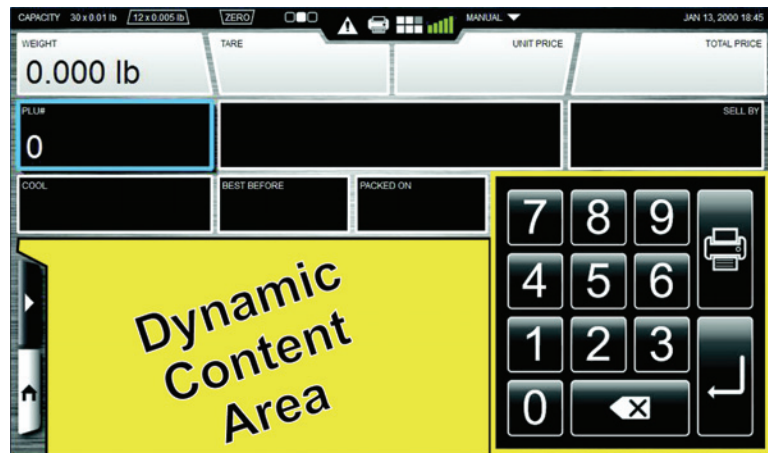 CAPACITY 30 x 0.01 lb 12 x 0.005 lb ZERO MANUAL JAN 13, 2000 18:45
WEIGHT TARE UNIT PRICE TOTAL PRICE
0.000 lb
PLU# SELL BY
0
COOL BEST BEFORE PACKED ON
7 8 9
4 5 6
1 2 3
0
Dynamic
Content
Area